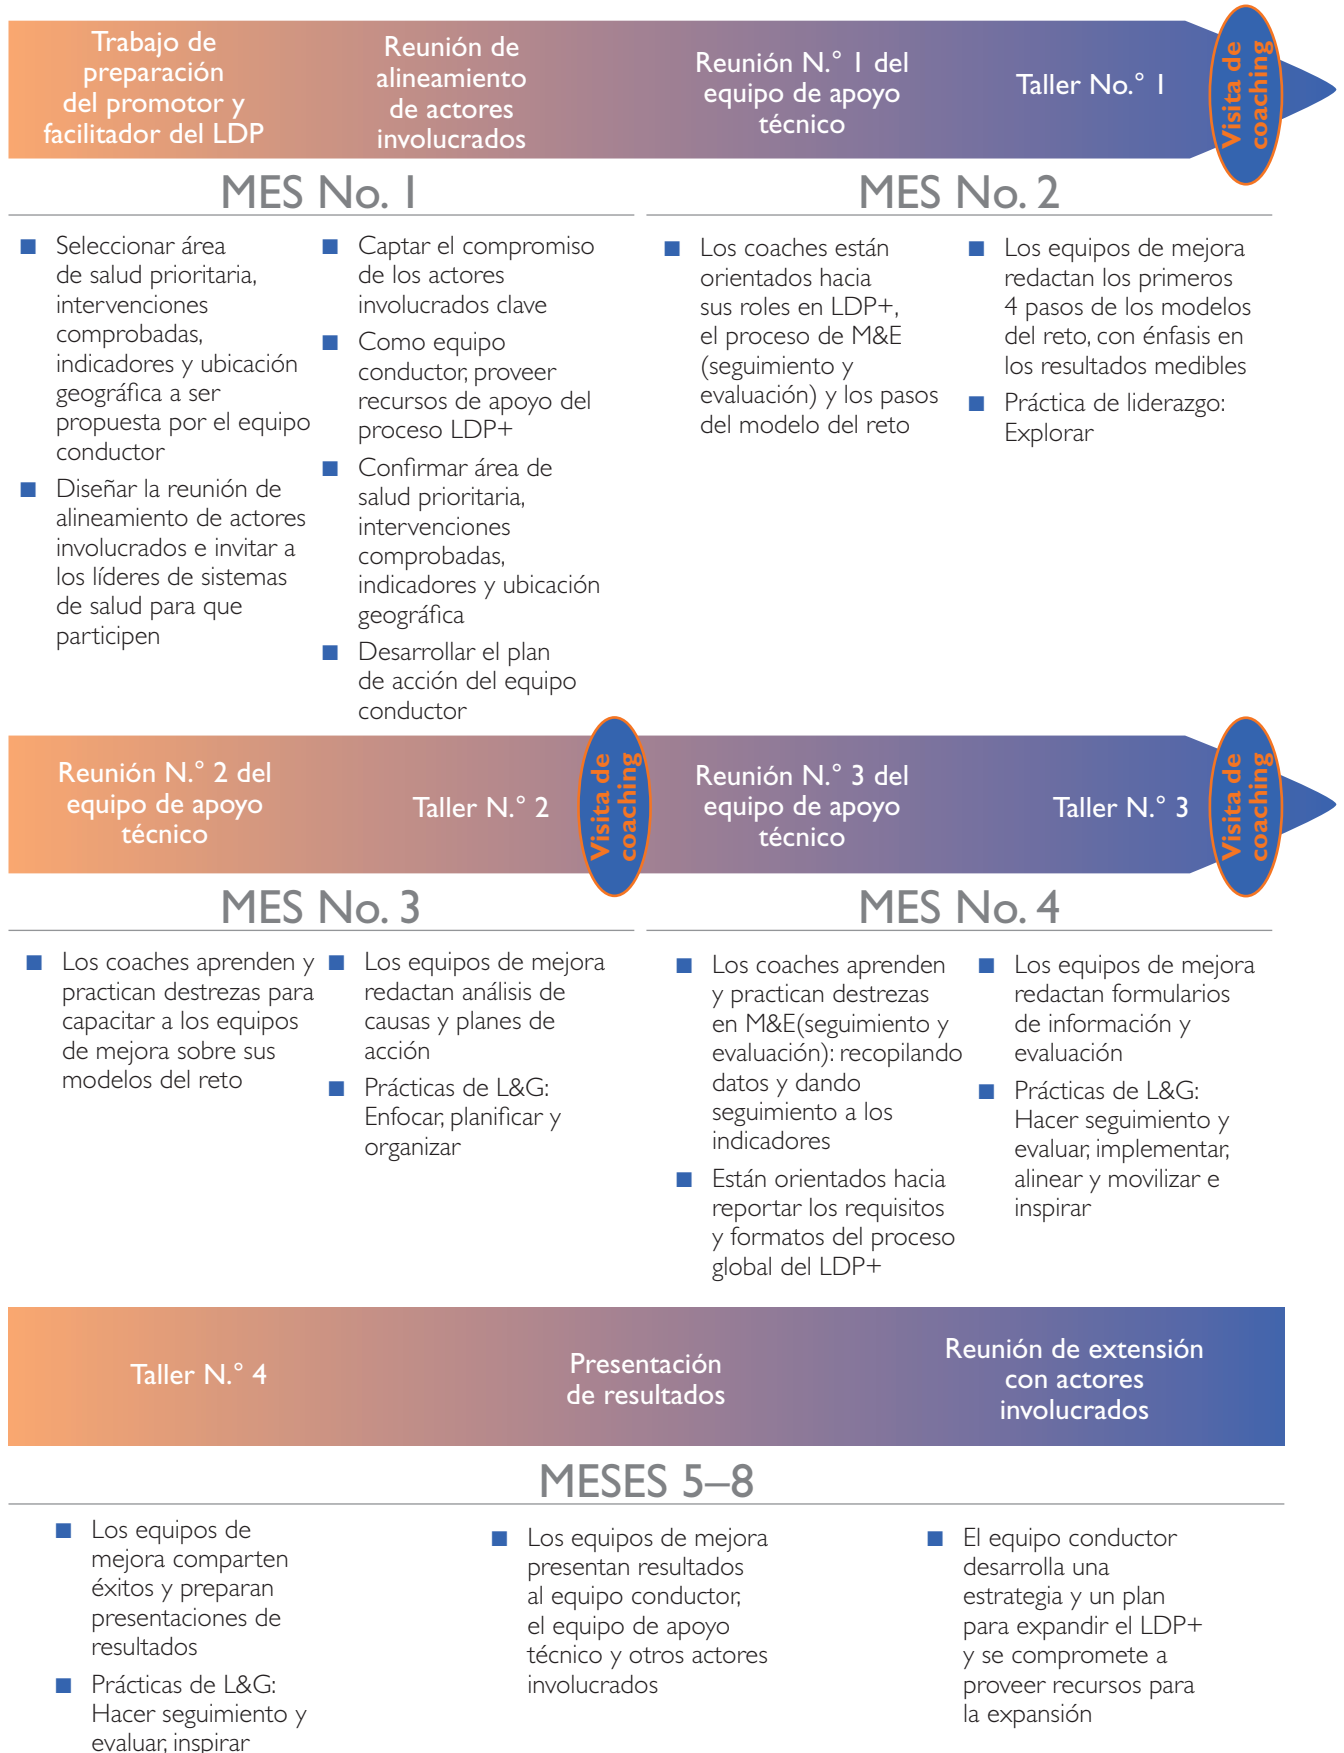 Trabajo de
preparación
del promotor y
facilitador del LDP
Reunión de
alineamiento
de actores
involucrados
Reunión N.° 1 del
equipo de apoyo
técnico
Taller No.° 1
Visita de
coaching
MES No. 1
Seleccionar área
de salud prioritaria,
intervenciones
comprobadas,
indicadores y ubicación
geográfica a ser
propuesta por el equipo
conductor
Diseñar la reunión de
alineamiento de actores
involucrados e invitar a
los líderes de sistemas
de salud para que
participen
Captar el compromiso
de los actores
involucrados clave
Como equipo
conductor, proveer
recursos de apoyo del
proceso LDP+
Confirmar área de
salud prioritaria,
intervenciones
comprobadas,
indicadores y ubicación
geográfica
Desarrollar el plan
de acción del equipo
conductor
MES No. 2
Los coaches están
orientados hacia
sus roles en LDP+,
el proceso de M&E
(seguimiento y
evaluación) y los pasos
del modelo del reto
Los equipos de mejora
redactan los primeros
4 pasos de los modelos
del reto, con énfasis en
los resultados medibles
Práctica de liderazgo:
Explorar
Reunión N.° 2 del
equipo de apoyo
técnico
Taller N.° 2
Visita de
coaching
Reunión N.° 3 del
equipo de apoyo
técnico
Taller N.° 3
Visita de
coaching
MES No. 3
Los coaches aprenden y
practican destrezas para
capacitar a los equipos
de mejora sobre sus
modelos del reto
Los equipos de mejora
redactan análisis de
causas y planes de
acción
Prácticas de L&G:
Enfocar, planificar y
organizar
MES No. 4
Los coaches aprenden
y practican destrezas
en M&E(seguimiento y
evaluación): recopilando
datos y dando
seguimiento a los
indicadores
Están orientados hacia
reportar los requisitos
y formatos del proceso
global del LDP+
Los equipos de mejora
redactan formularios
de información y
evaluación
Prácticas de L&G:
Hacer seguimiento y
evaluar, implementar,
alinear y movilizar e
inspirar
Taller N.° 4
Presentación
de resultados
Reunión de extensión
con actores
involucrados
MESES 5–8
Los equipos de
mejora comparten
éxitos y preparan
presentaciones de
resultados
Prácticas de L&G:
Hacer seguimiento y
evaluar, inspirar
Los equipos de mejora
presentan resultados
al equipo conductor,
el equipo de apoyo
técnico y otros actores
involucrados
El equipo conductor
desarrolla una
estrategia y un plan
para expandir el LDP+
y se compromete a
proveer recursos para
la expansión